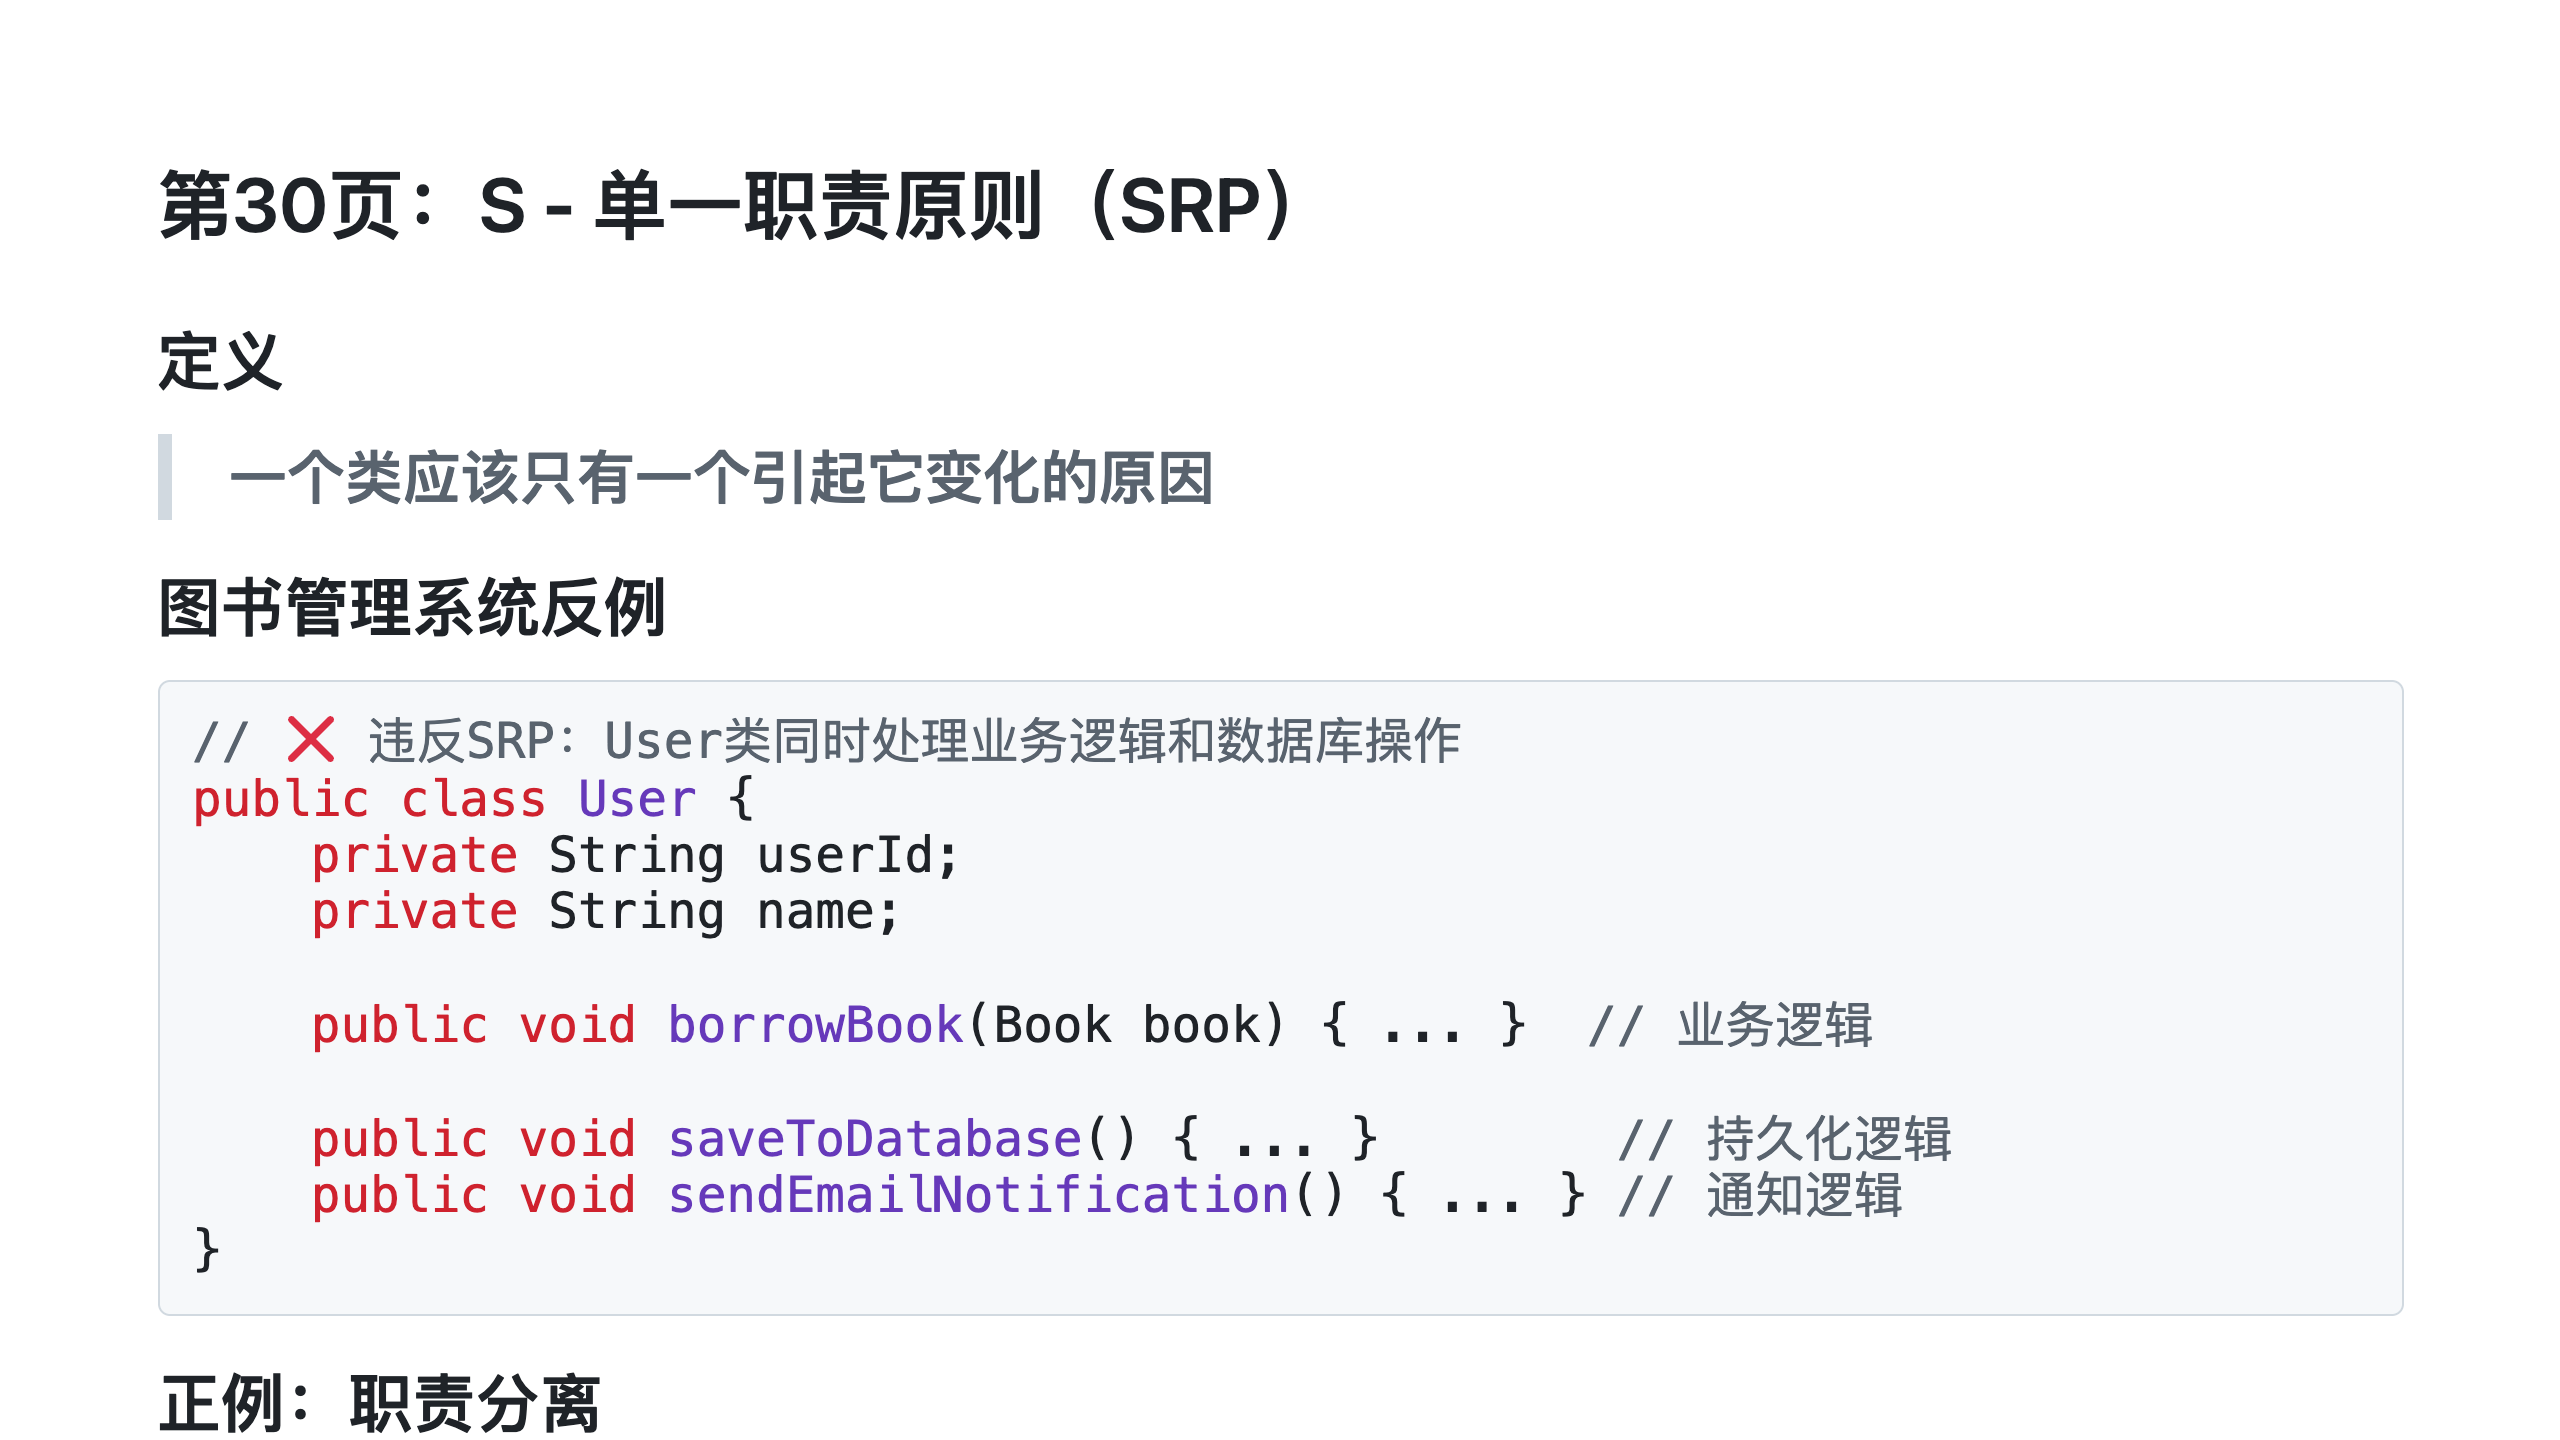 第30页：S - 单一职责原则（SRP）
定义
一个类应该只有一个引起它变化的原因
图书管理系统反例
// ❌ 违反SRP：User类同时处理业务逻辑和数据库操作
public class User {
    private String userId;
    private String name;
    public void borrowBook(Book book) { ... }  // 业务逻辑
    public void saveToDatabase() { ... }        // 持久化逻辑
    public void sendEmailNotification() { ... } // 通知逻辑
}
正例：职责分离